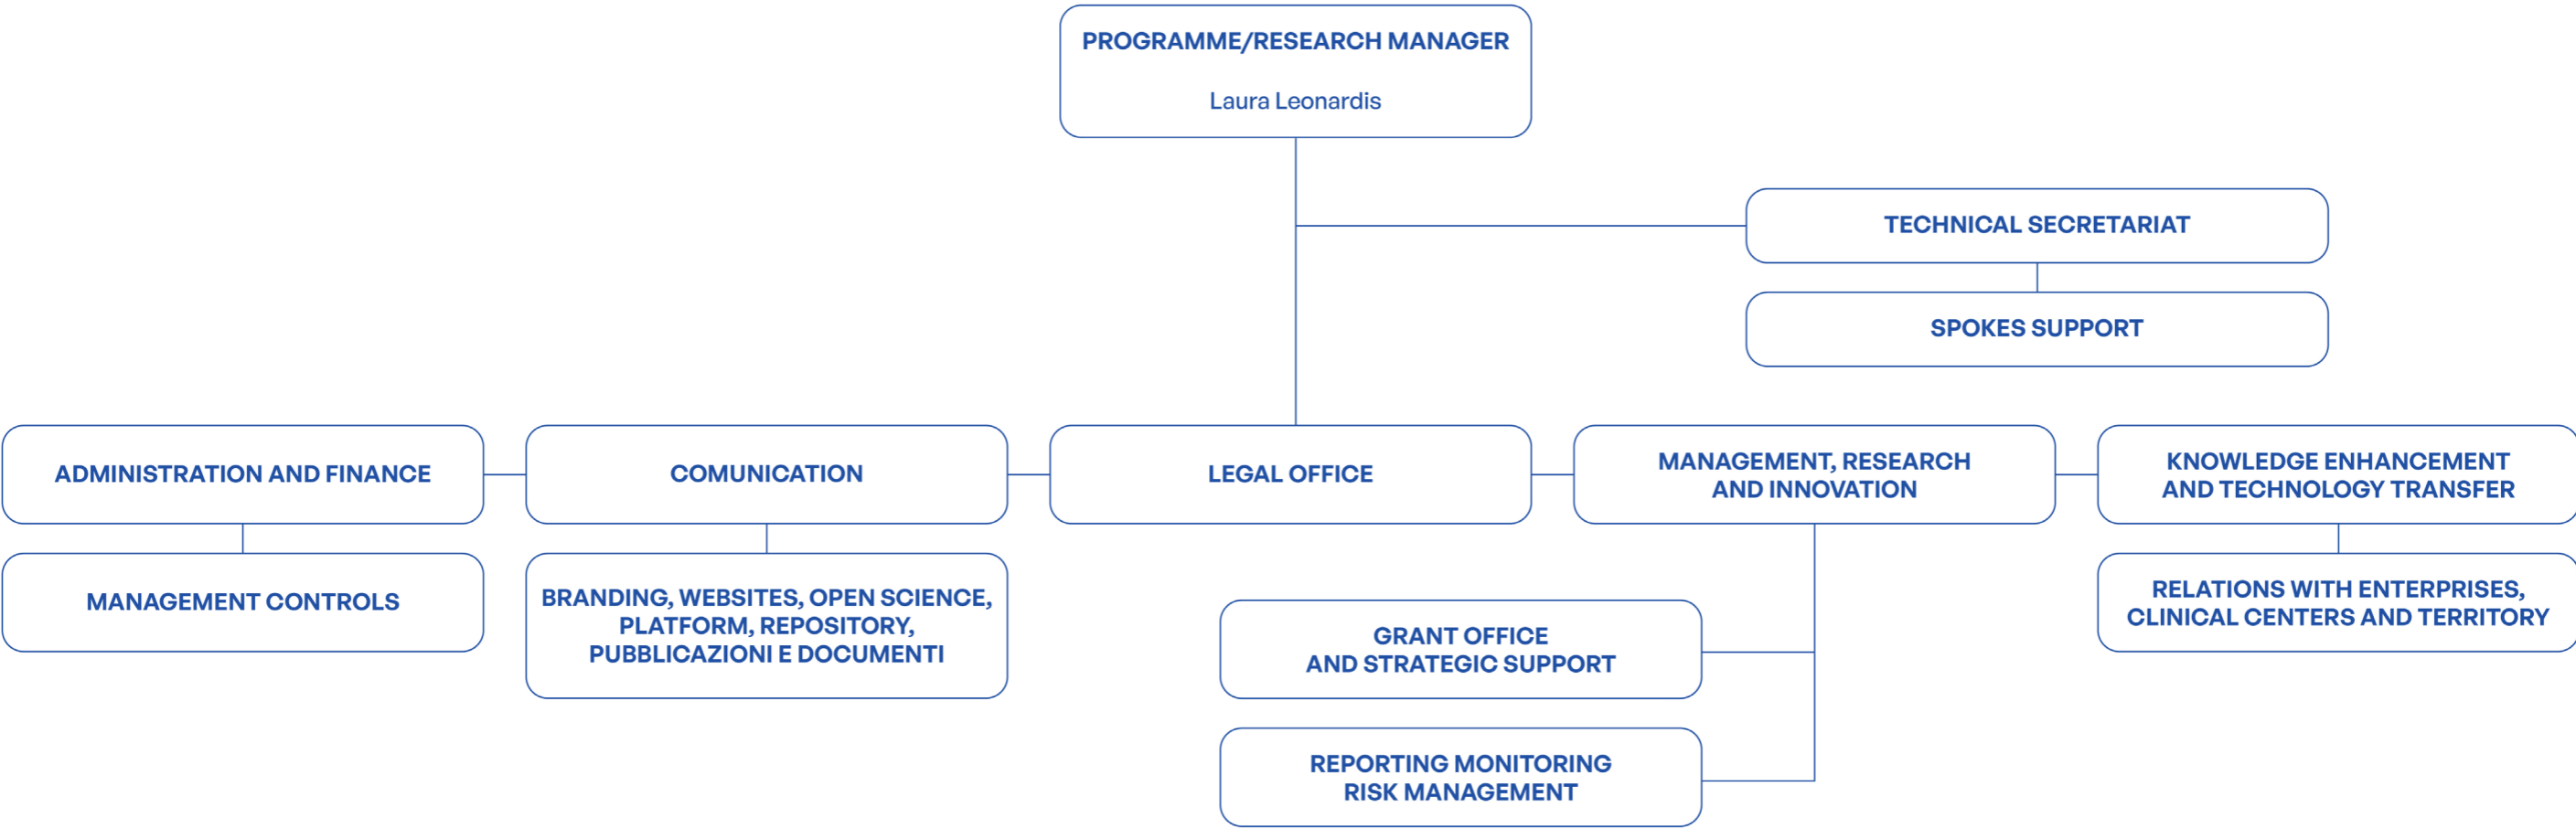 PROGRAMME/RESEARCH MANAGER
Laura Leonardis
TECHNICAL SECRETARIAT
SPOKES SUPPORT
ADMINISTRATION AND FINANCE
COMUNICATION
LEGAL OFFICE
MANAGEMENT, RESEARCH
AND INNOVATION
KNOWLEDGE ENHANCEMENT
AND TECHNOLOGY TRANSFER
MANAGEMENT CONTROLS
BRANDING, WEBSITES, OPEN SCIENCE,
PLATFORM, REPOSITORY,
PUBBLICAZIONI E DOCUMENTI
RELATIONS WITH ENTERPRISES,
CLINICAL CENTERS AND TERRITORY
GRANT OFFICE
AND STRATEGIC SUPPORT
REPORTING MONITORING
RISK MANAGEMENT